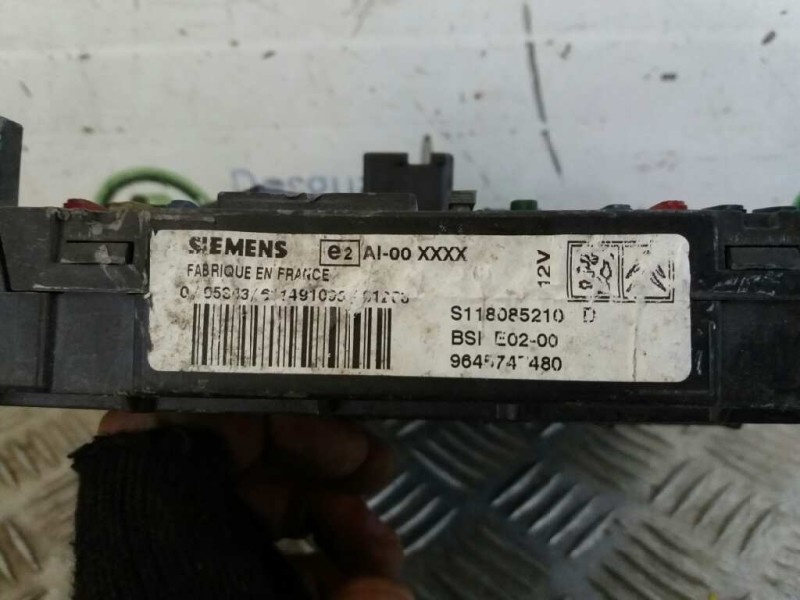 SIEMENS e2 AI-00 XXXX
FABRIQUE EN FRANCE
12V
S118085210 D
BSI E02-00